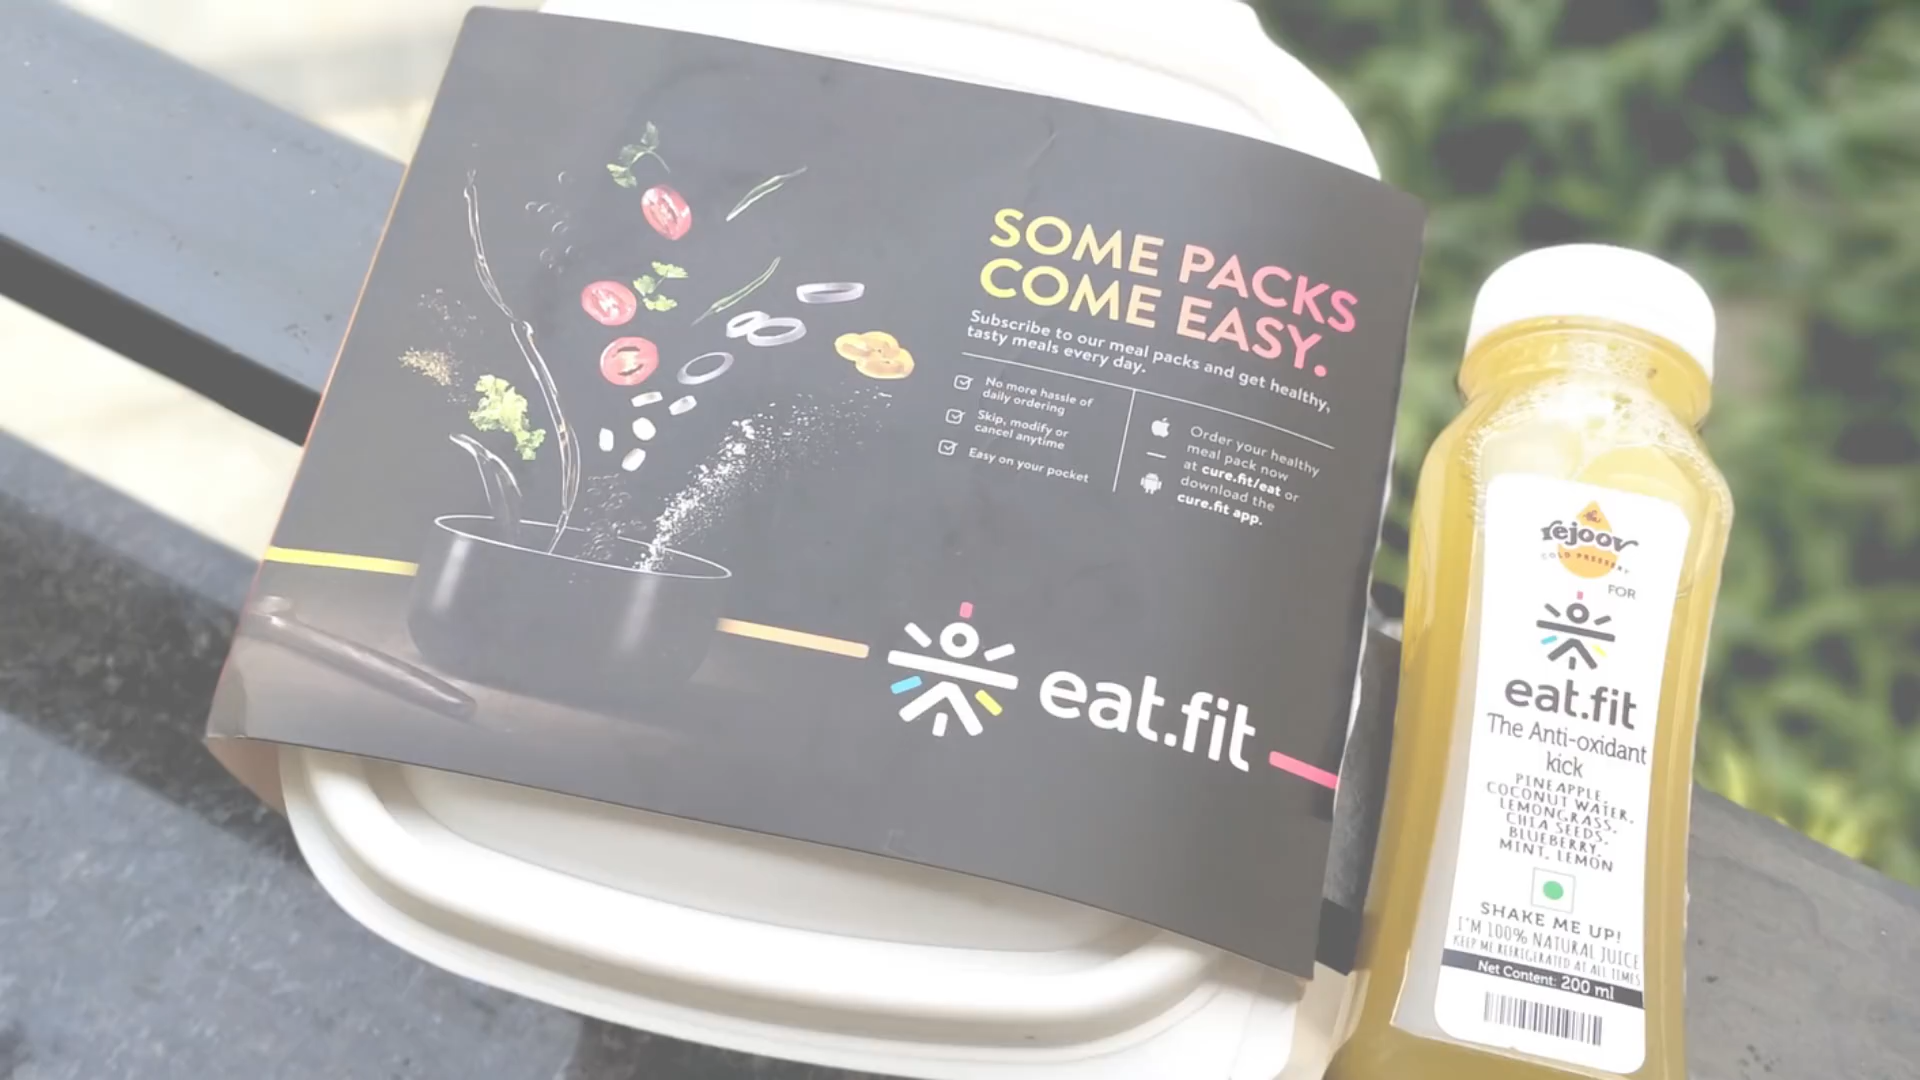 SOME PACKS
COME EASY.
Subscribe to our meal packs and get healthy,
tasty meals every day.
No more hassle of
daily ordering
Skip, modify or
cancel anytime
Easy on your pocket
Order your healthy
meal pack now
at cure.fit/eat or
download the
cure.fit app.
eat.fit
rejoov
COLD PRESSERY
FOR
eat.fit
The Anti-oxidant
kick
PINEAPPLE,
COCONUT WATER,
LEMONGRASS,
CHIA SEEDS,
BLUEBERRY,
MINT, LEMON
SHAKE ME UP!
I'M 100% NATURAL JUICE
KEEP ME REFRIGERATED AT ALL TIMES
Net Content: 200 ml